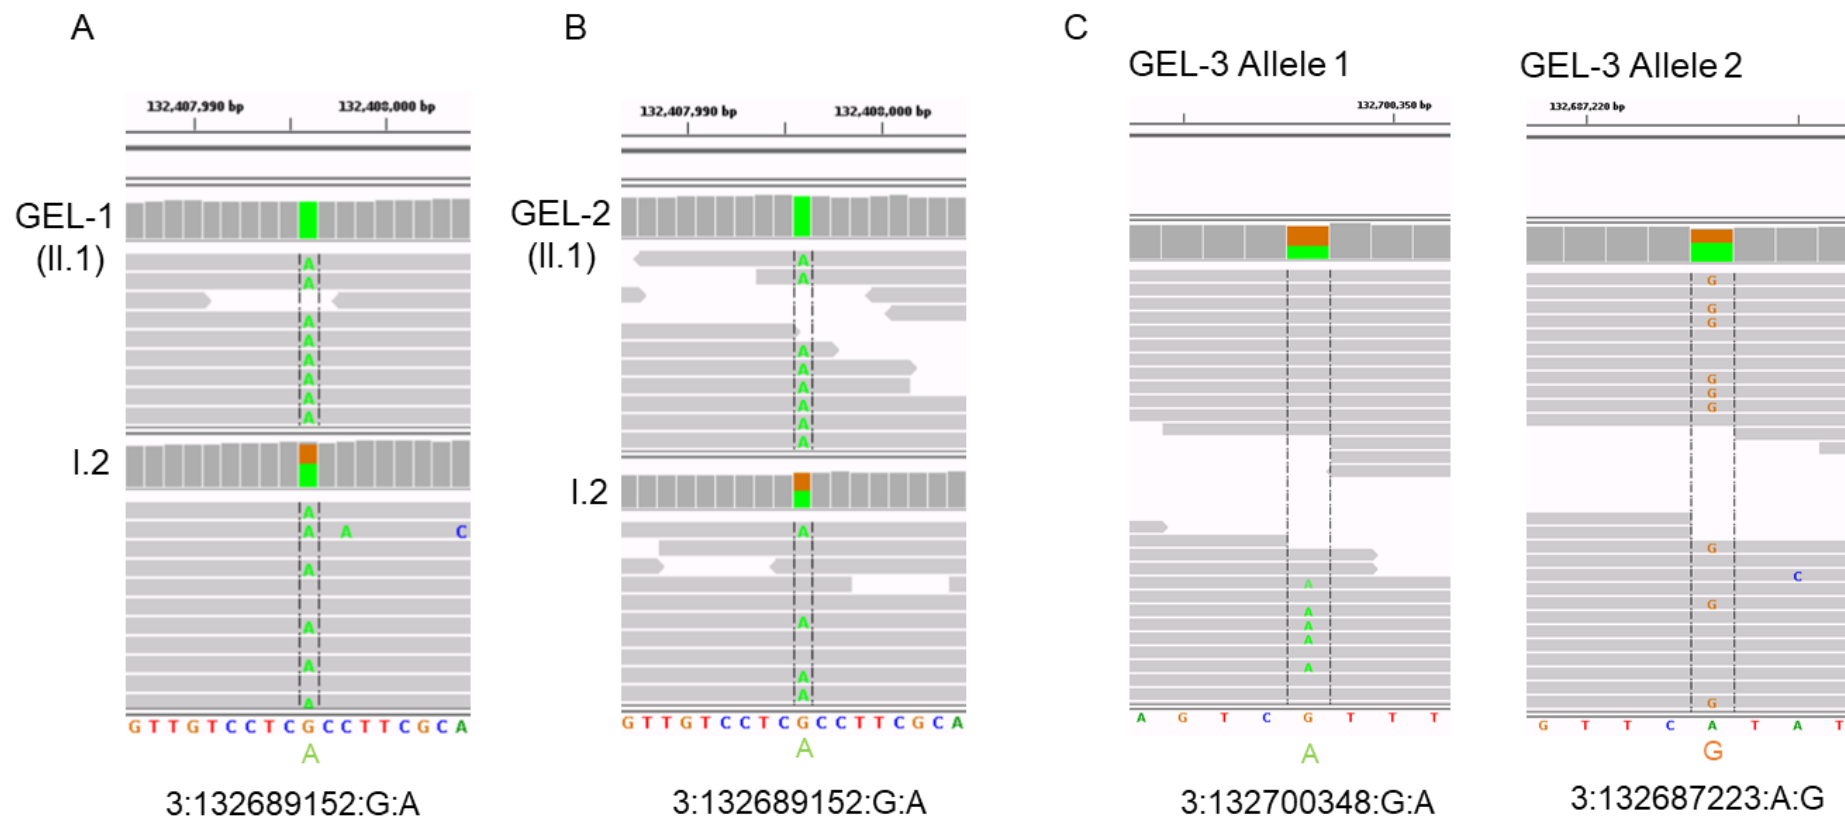 A
B
C
GEL-3 Allele 1
GEL-3 Allele 2
132,407,990 bp
132,408,000 bp
132,407,990 bp
132,408,000 bp
132,700,350 bp
132,687,220 bp
GEL-1
(II.1)
A
A
A
A
A
A
A
A
I.2
A
A A C
A
A
A
A
G T T G T C C T C G C C T T C G C A
A
3:132689152:G:A
GEL-2
(II.1)
A
A
A
A
A
A
A
A
I.2
A
A
A
A
G T T G T C C T C G C C T T C G C A
A
3:132689152:G:A
A
A
A
A
A
A G T C G T T T
A
3:132700348:G:A
G
G
G
G
G
G
G
C
G
G
G T T C A T A T
G
3:132687223:A:G